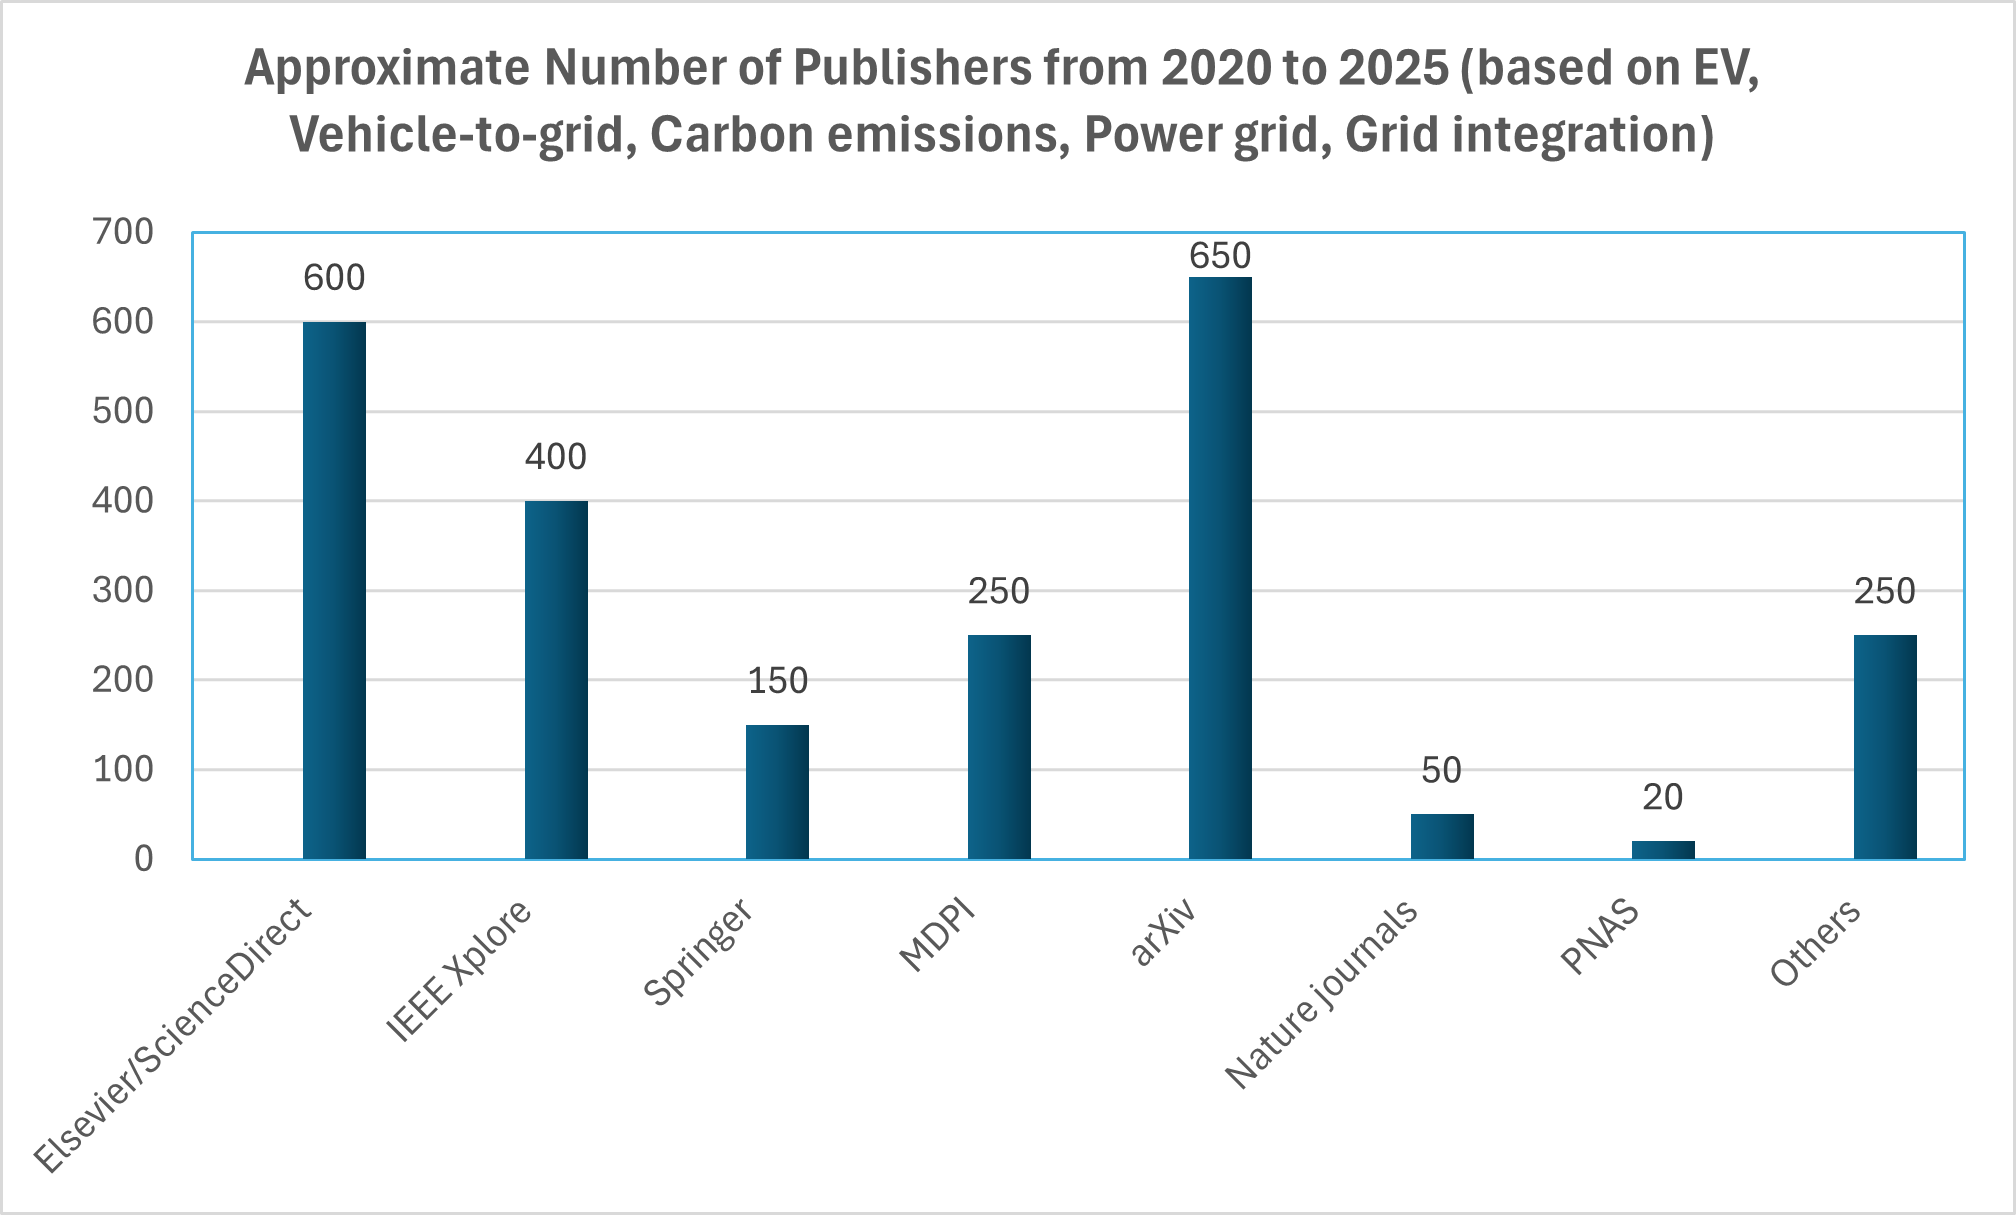 Approximate Number of Publishers from 2020 to 2025 (based on EV,
Vehicle-to-grid, Carbon emissions, Power grid, Grid integration)
700
600
500
400
300
200
100
0
600
400
150
250
650
50
20
250
Elsevier/ScienceDirect
IEEE Xplore
Springer
MDPI
arXiv
Nature journals
PNAS
Others